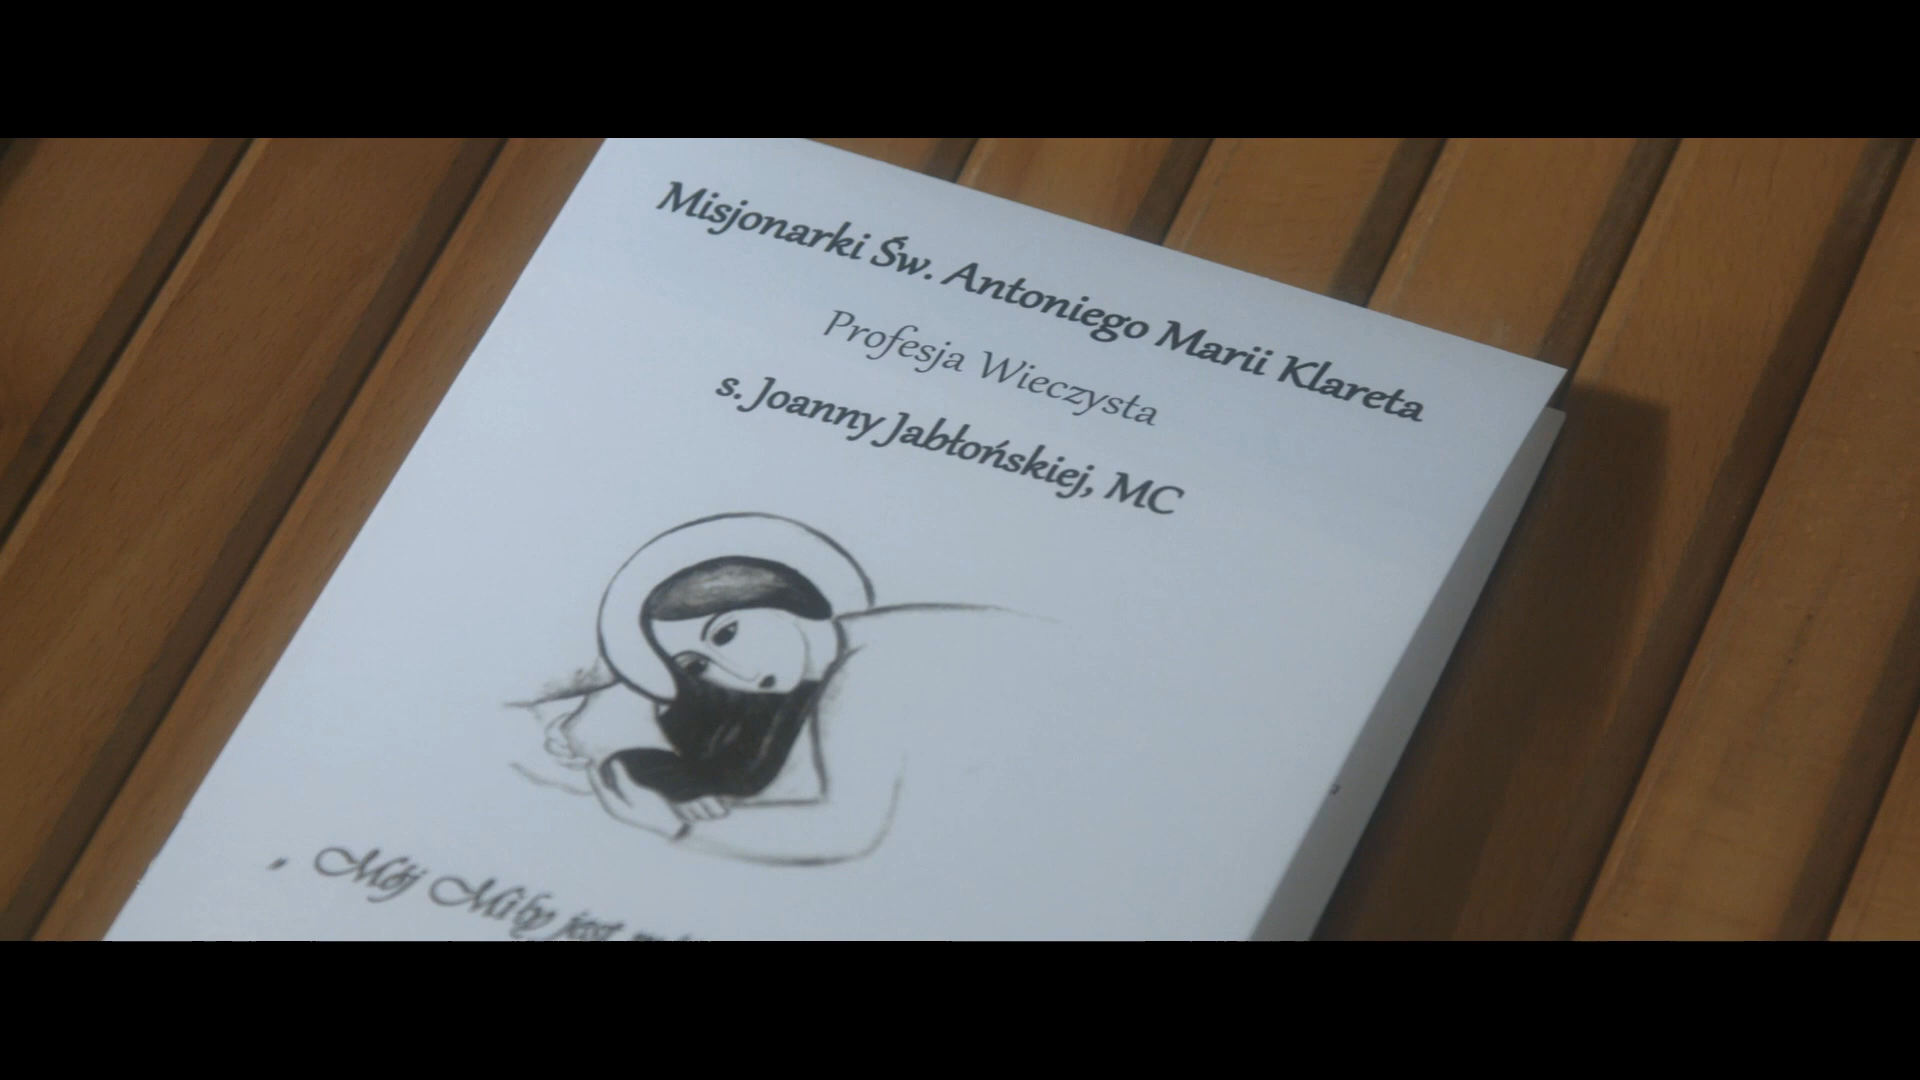 Misjonarki Św. Antoniego Marii Klareta
Profesja Wieczysta
s. Joanny Jabłońskiej, MC
„ Mój Miły jest